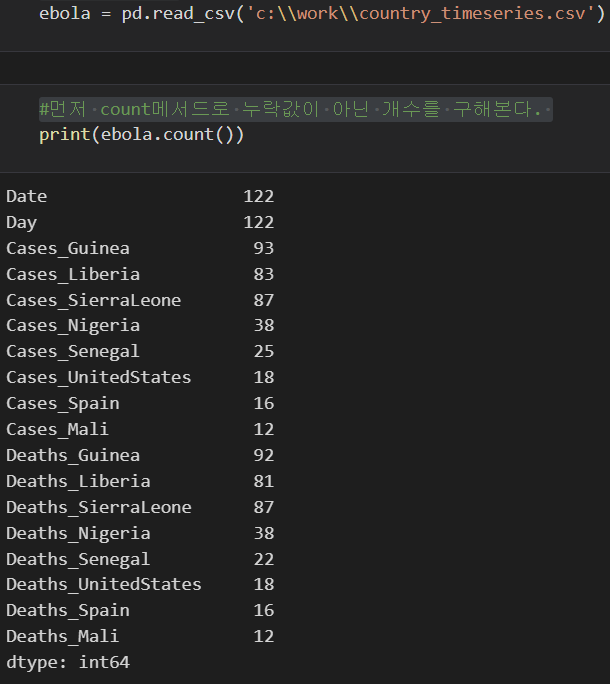 ebola = pd.read_csv('c:\\work\\country_timeseries.csv')
#먼저 count메서드로 누락값이 아닌 개수를 구해본다.
print(ebola.count())
Date 122
Day 122
Cases_Guinea 93
Cases_Liberia 83
Cases_SierraLeone 87
Cases_Nigeria 38
Cases_Senegal 25
Cases_UnitedStates 18
Cases_Spain 16
Cases_Mali 12
Deaths_Guinea 92
Deaths_Liberia 81
Deaths_SierraLeone 87
Deaths_Nigeria 38
Deaths_Senegal 22
Deaths_UnitedStates 18
Deaths_Spain 16
Deaths_Mali 12
dtype: int64